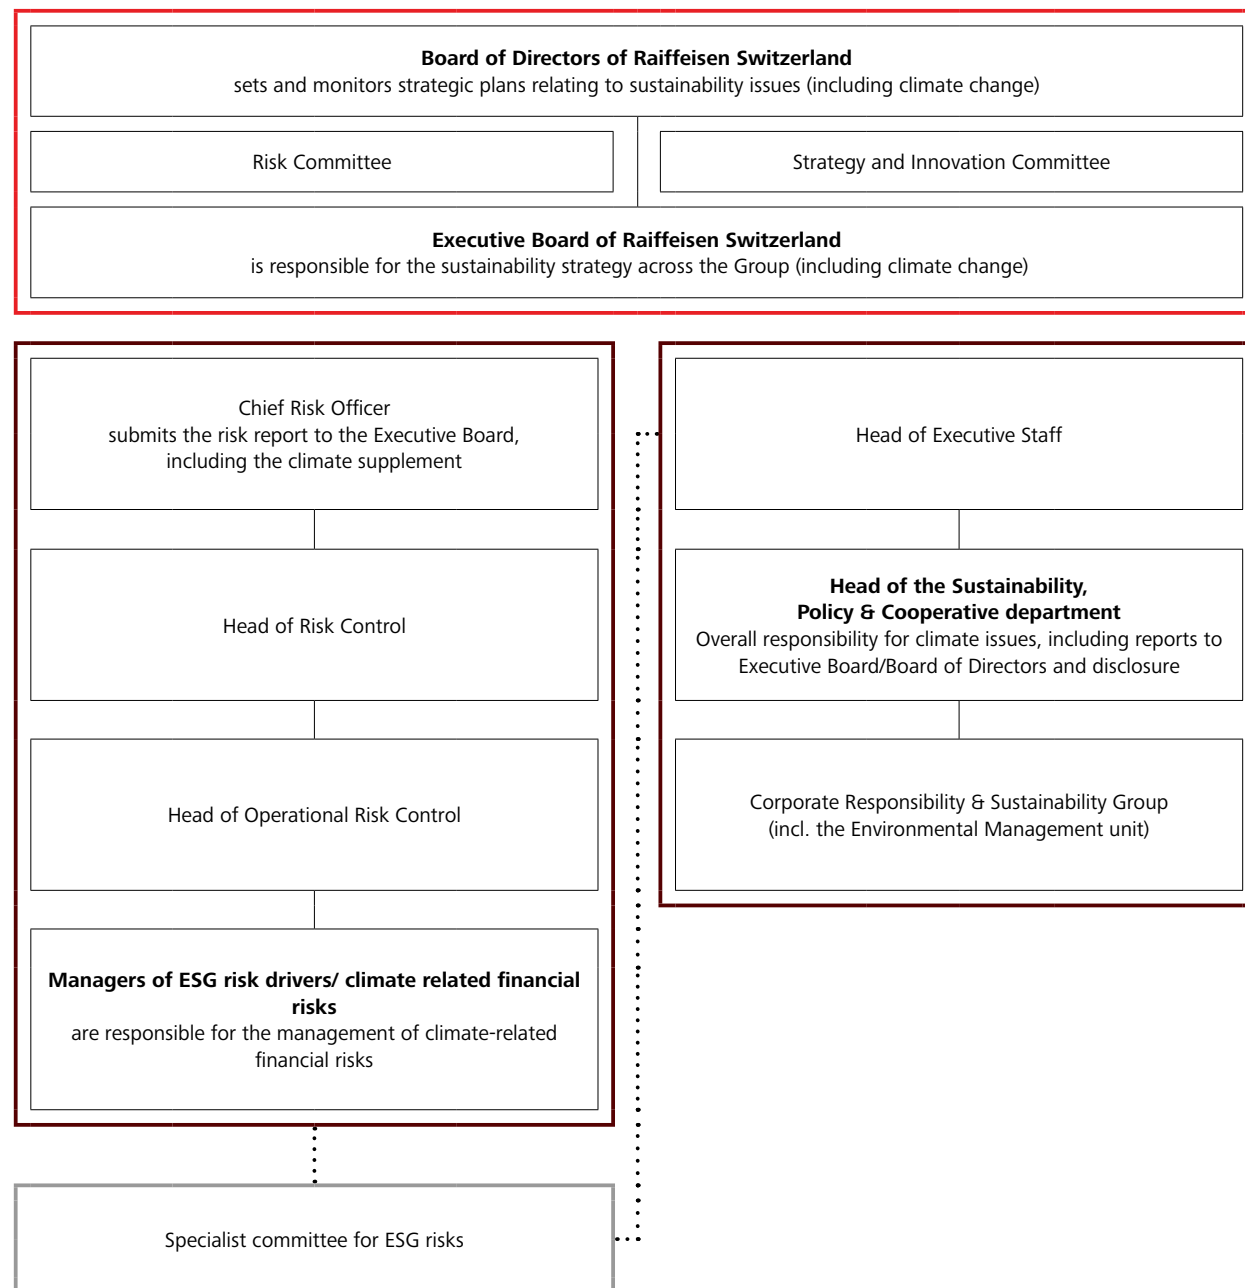 Board of Directors of Raiffeisen Switzerland
sets and monitors strategic plans relating to sustainability issues (including climate change)
Risk Committee
Strategy and Innovation Committee
Executive Board of Raiffeisen Switzerland
is responsible for the sustainability strategy across the Group (including climate change)
Chief Risk Officer
submits the risk report to the Executive Board,
including the climate supplement
Head of Risk Control
Head of Operational Risk Control
Managers of ESG risk drivers/ climate related financial
risks
are responsible for the management of climate-related
financial risks
Specialist committee for ESG risks
Head of Executive Staff
Head of the Sustainability,
Policy & Cooperative department
Overall responsibility for climate issues, including reports to
Executive Board/Board of Directors and disclosure
Corporate Responsibility & Sustainability Group
(incl. the Environmental Management unit)